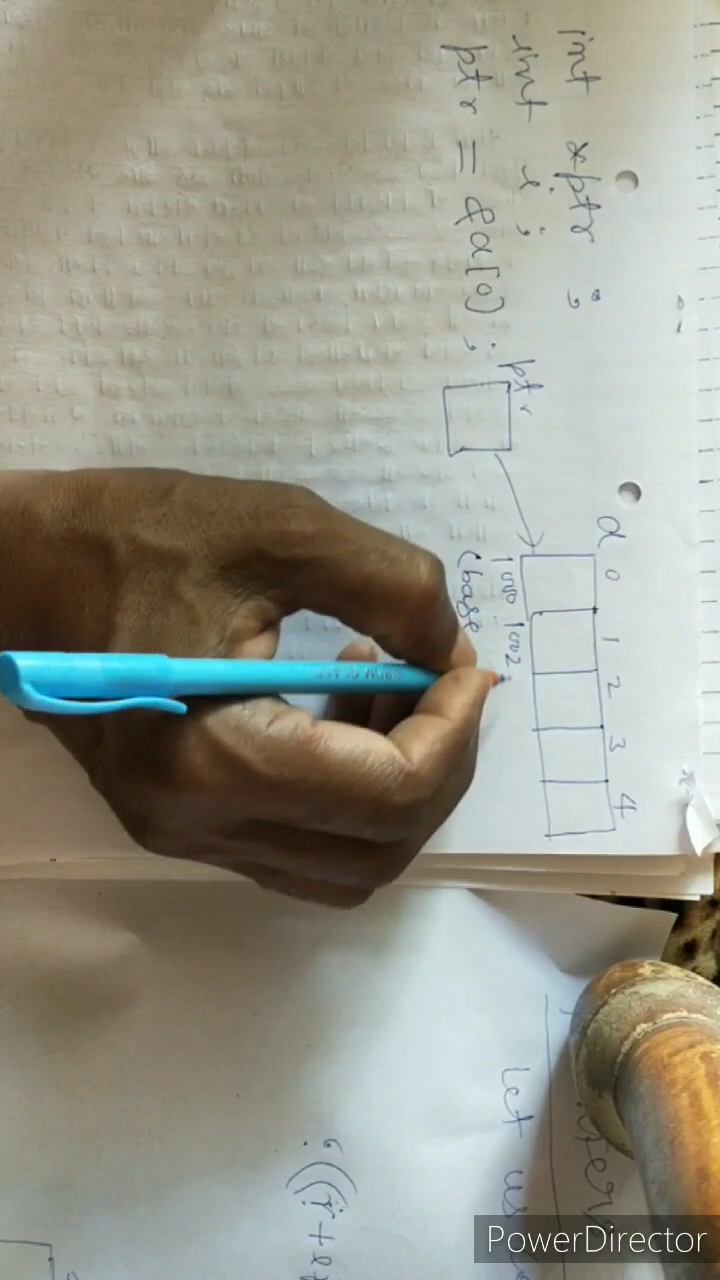 int *ptr ;
int i ;
ptr = &a[0] ;
ptr
a 0 1 2 3 4
1000 1002
(base
let us
PowerDirector